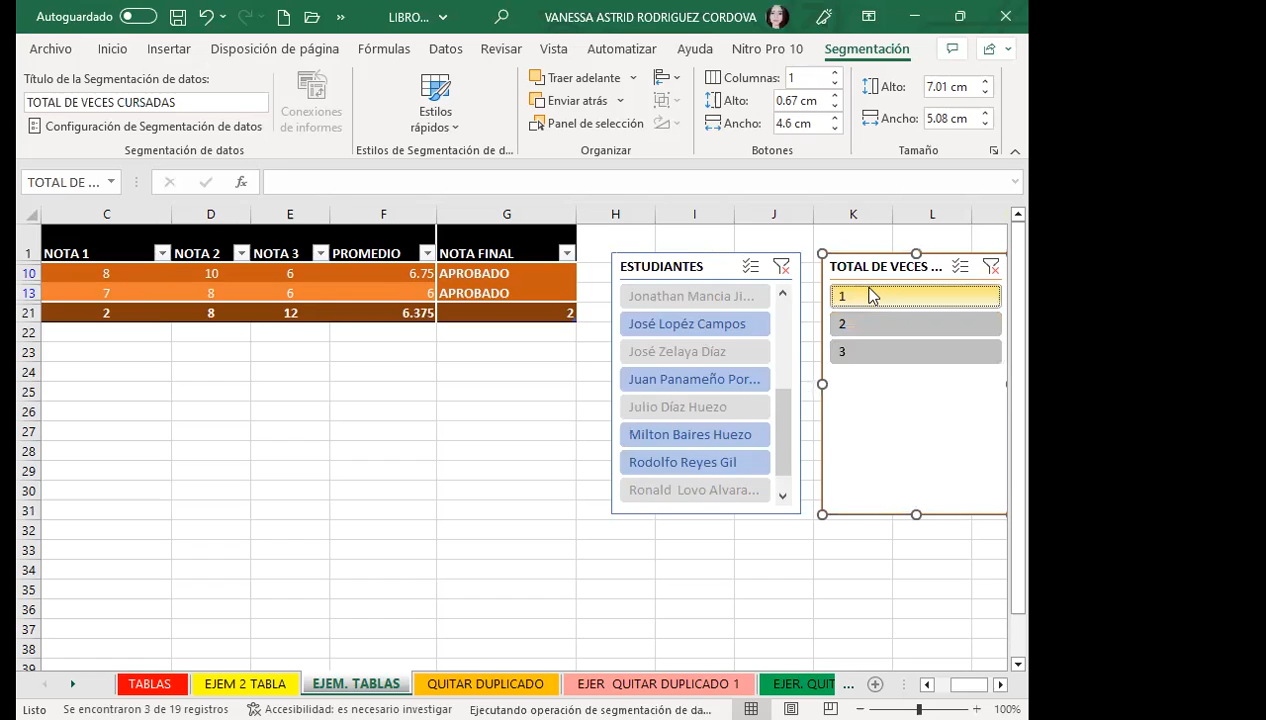 Autoguardado LIBRO... VANESSA ASTRID RODRIGUEZ CORDOVA
Archivo Inicio Insertar Disposición de página Fórmulas Datos Revisar Vista Automatizar Ayuda Nitro Pro 10 Segmentación
Título de la Segmentación de datos:
TOTAL DE VECES CURSADAS
Configuración de Segmentación de datos
Segmentación de datos
Conexiones
de informes
Estilos
rápidos
Estilos de Segmentación de d...
Traer adelante
Enviar atrás
Panel de selección
Organizar
Columnas: 1
Alto: 0.67 cm
Ancho: 4.6 cm
Botones
Alto: 7.01 cm
Ancho: 5.08 cm
Tamaño
TOTAL DE ... fx
C D E F G H I J K L
1 NOTA 1 NOTA 2 NOTA 3 PROMEDIO NOTA FINAL
10 8 10 6 6.75 APROBADO
13 7 8 6 6 APROBADO
21 2 8 12 6.375 2
22
23
24
25
26
27
28
29
30
31
32
33
34
35
36
37
38
39
ESTUDIANTES
Jonathan Mancia Ji...
José Lopéz Campos
José Zelaya Díaz
Juan Panameño Por...
Julio Díaz Huezo
Milton Baires Huezo
Rodolfo Reyes Gil
Ronald Lovo Alvara...
TOTAL DE VECES ...
1
2
3
TABLAS EJEM 2 TABLA EJEM. TABLAS QUITAR DUPLICADO EJER QUITAR DUPLICADO 1 EJER. QUIT ...
Listo Se encontraron 3 de 19 registros Accesibilidad: es necesario investigar Ejecutando operación de segmentación de da... 100%